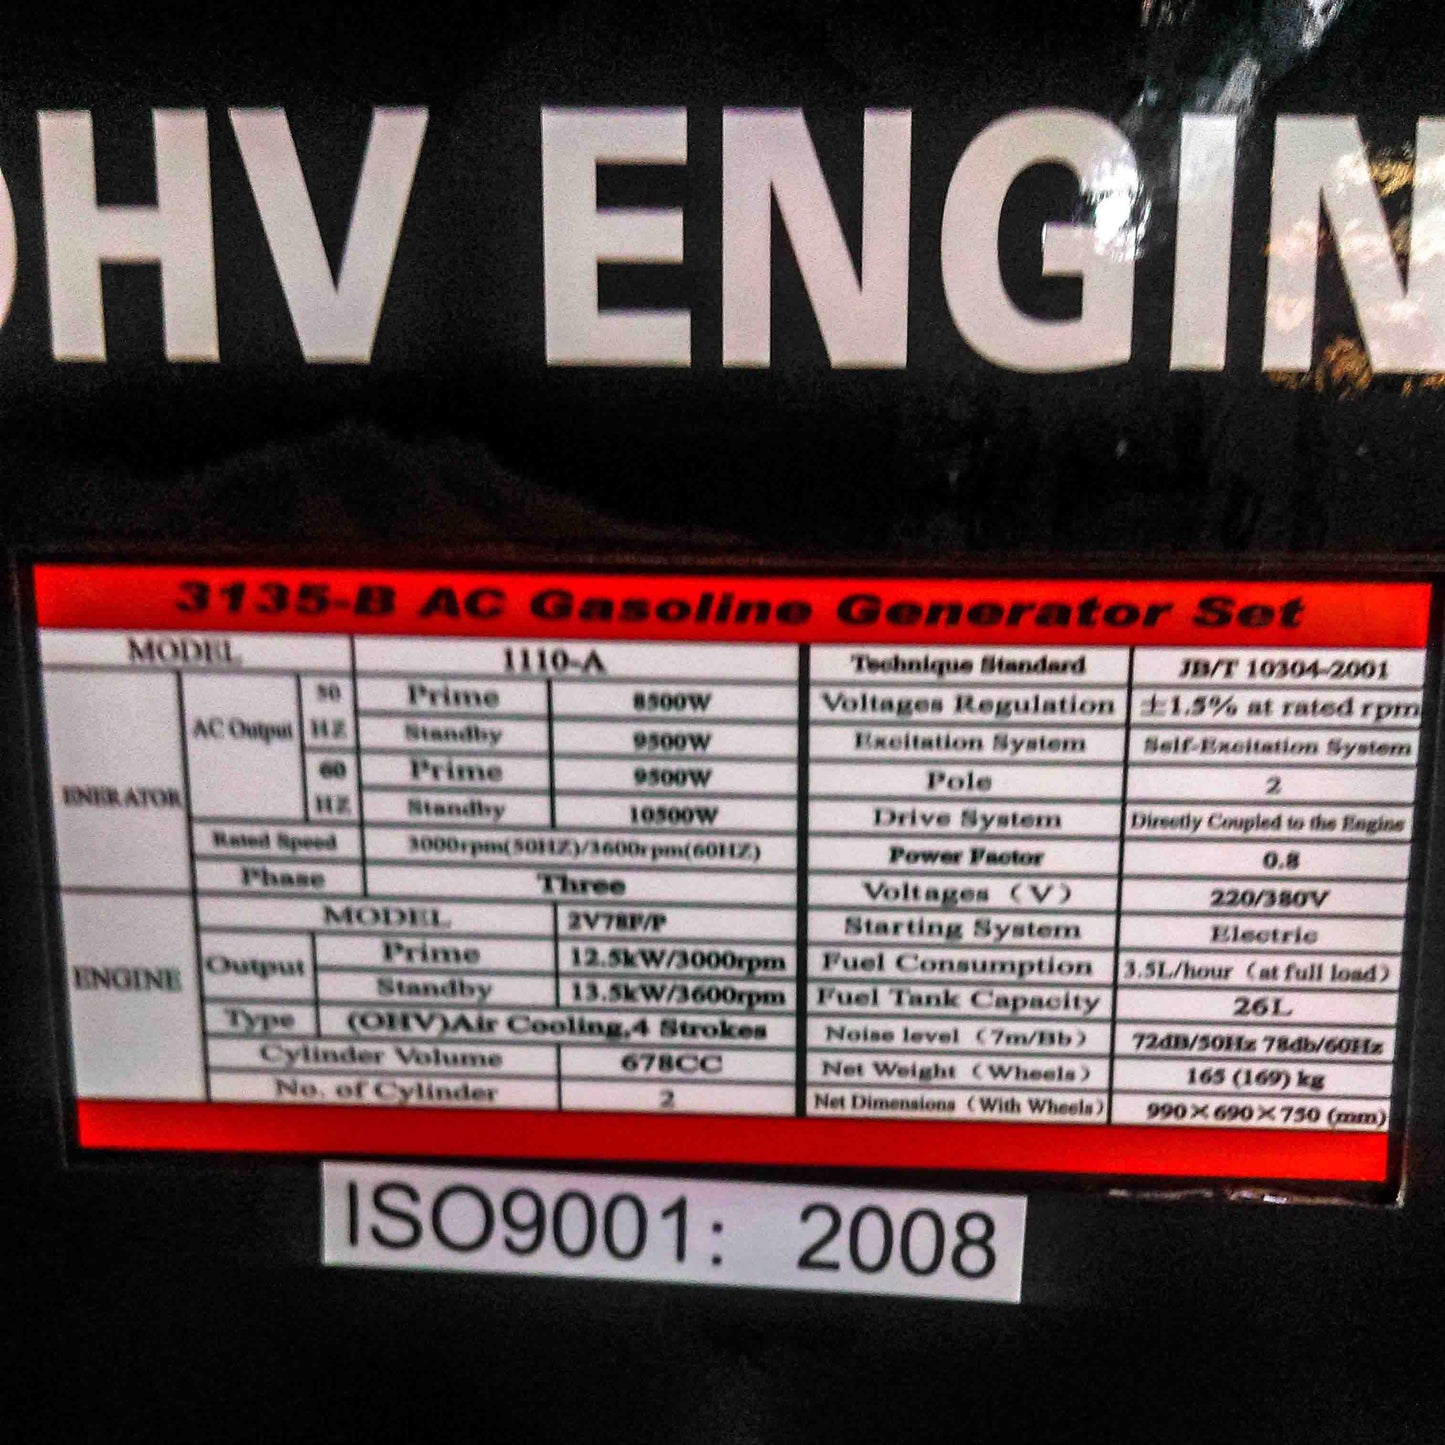 OHV ENGIN
3135-B AC Gasoline Generator Set
MODEL 1110-A Technique Standard JB/T 10304-2001
50 Prime 8500W Voltages Regulation ±1.5% at rated rpm
AC Output HZ Standby 9500W Excitation System Self-Excitation System
60 Prime 9500W Pole 2
ENERATOR HZ Standby 10500W Drive System Directly Coupled to the Engine
Rated Speed 3000rpm(50HZ)/3600rpm(60HZ) Power Factor 0.8
Phase Three Voltages (V) 220/380V
MODEL 2V78F/P Starting System Electric
ENGINE Output Prime 12.5kW/3000rpm Fuel Consumption 3.5L/hour (at full load)
Standby 13.5kW/3600rpm Fuel Tank Capacity 26L
Type (OHV)Air Cooling,4 Strokes Noise level (7m/Bb) 72dB/50Hz 78db/60Hz
Cylinder Volume 678CC Net Weight (Wheels) 165 (169) kg
No. of Cylinder 2 Net Dimensions (With Wheels) 990×690×750 (mm)
ISO9001: 2008